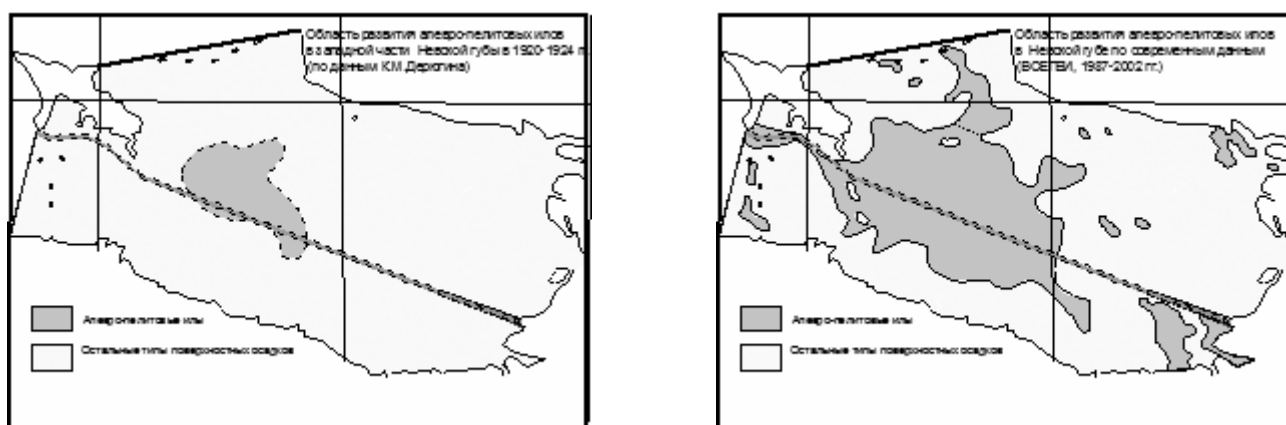 Область развития алевро-пелитовых илов
в западной части Невской губы в 1920-1924 г.
(по данным К.М.Дерюгина)
Алевро-пелитовые илы
Остальные типы поверхностных осадков
Область развития алевро-пелитовых илов
в Невской губе по современным данным
(ВСЕГЕИ, 1987-2002 гг.)
Алевро-пелитовые илы
Остальные типы поверхностных осадков